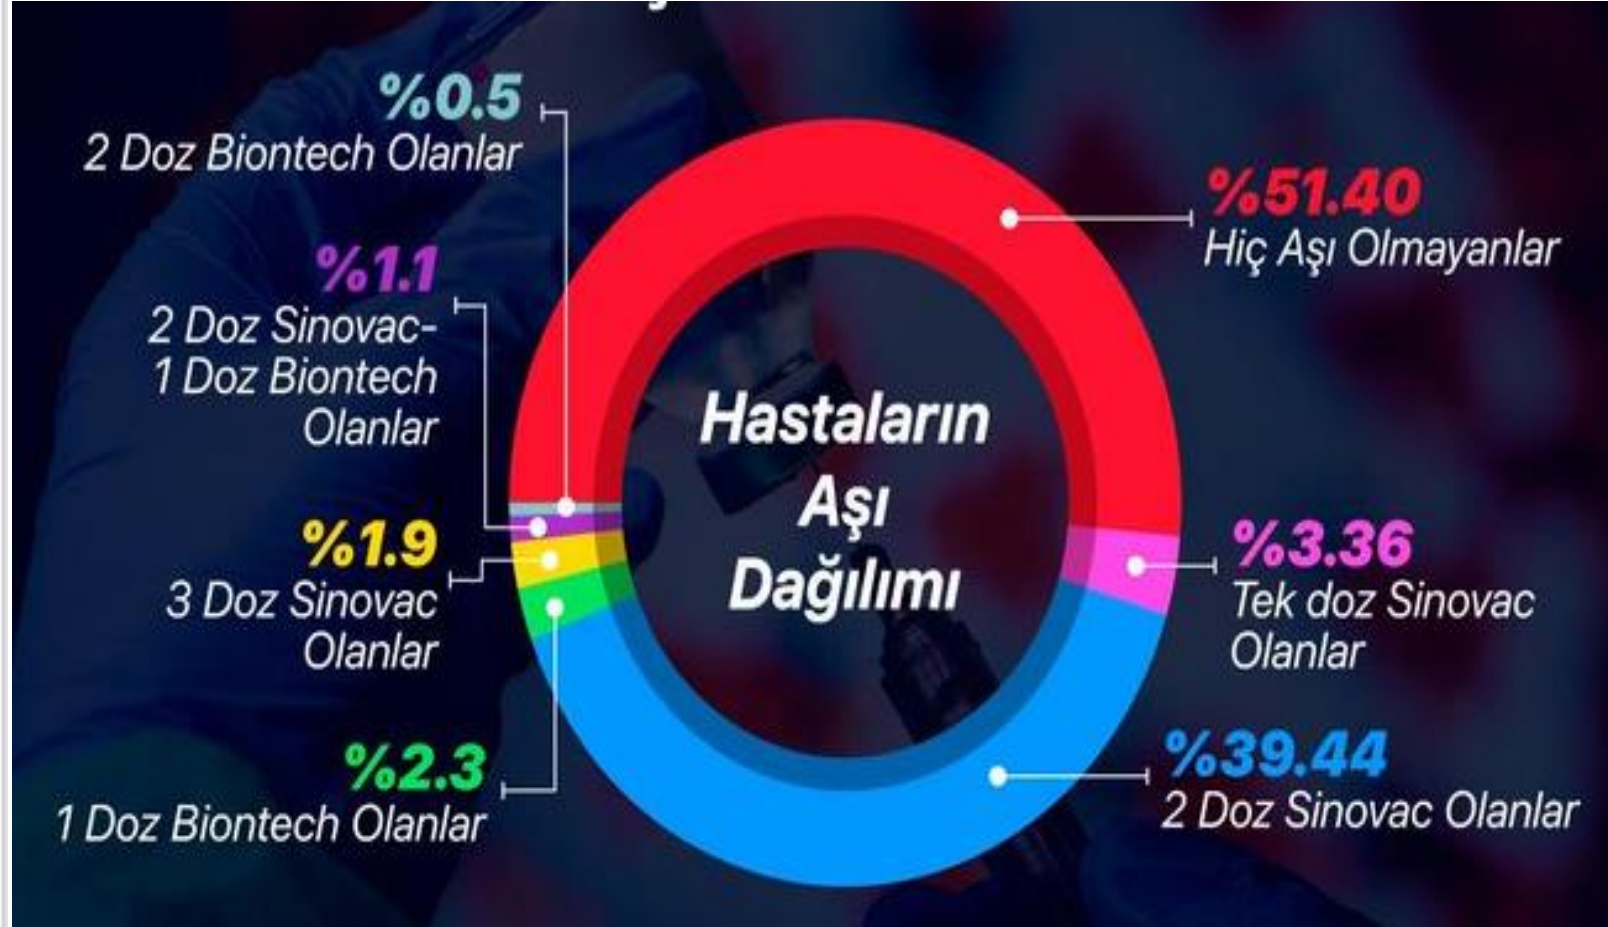 %0.5
2 Doz Biontech Olanlar
%1.1
2 Doz Sinovac-
1 Doz Biontech
Olanlar
%1.9
3 Doz Sinovac
Olanlar
%2.3
1 Doz Biontech Olanlar
Hastaların
Aşı
Dağılımı
%51.40
Hiç Aşı Olmayanlar
%3.36
Tek doz Sinovac
Olanlar
%39.44
2 Doz Sinovac Olanlar